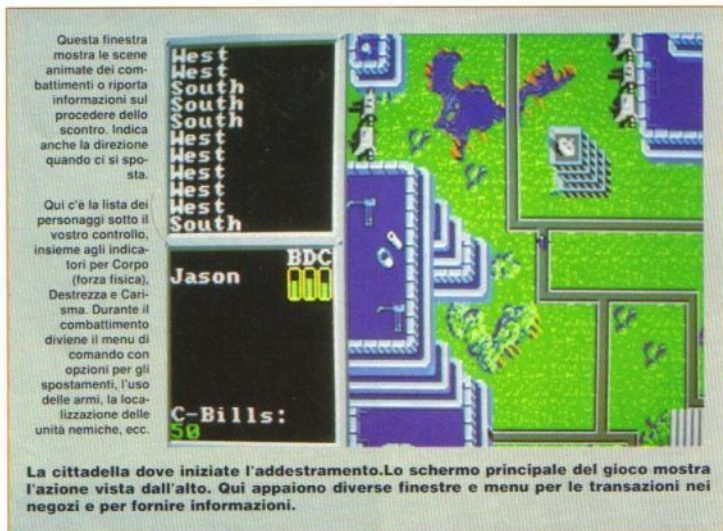 Questa finestra
mostra le scene
animate dei com-
battimenti o riporta
informazioni sul
procedere dello
scontro. Indica
anche la direzione
quando ci si spo-
sta.
Qui c'è la lista dei
personaggi sotto il
vostro controllo,
insieme agli indica-
tori per Corpo
(forza fisica),
Destrezza e Cari-
sma. Durante il
combattimento
diviene il menu di
comando con
opzioni per gli
spostamenti, l'uso
delle armi, la loca-
lizzazione delle
unità nemiche, ecc.
West
West
South
South
South
West
West
West
West
West
South
BDC
Jason
C-Bills:
50
La cittadella dove iniziate l'addestramento.Lo schermo principale del gioco mostra
l'azione vista dall'alto. Qui appaiono diverse finestre e menu per le transazioni nei
negozi e per fornire informazioni.